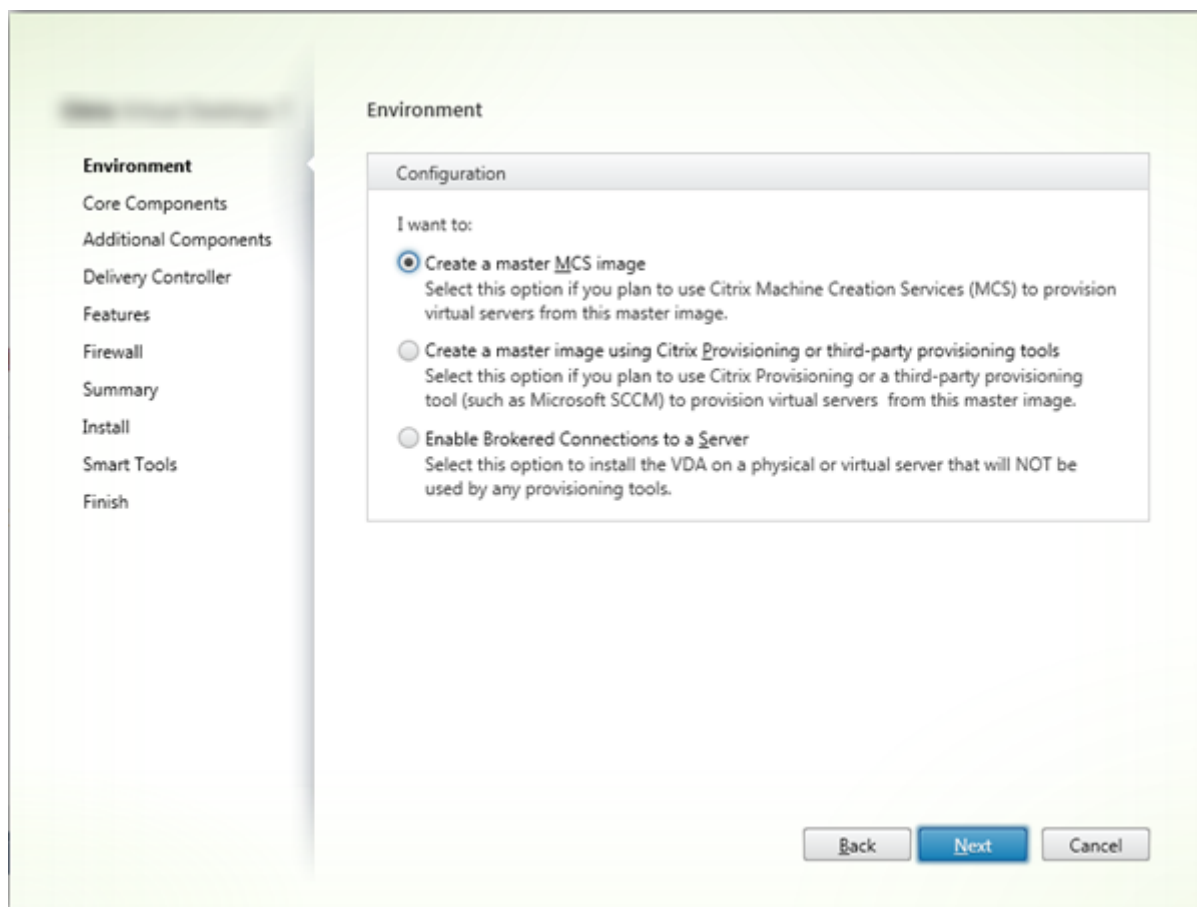 Environment
Core Components
Additional Components
Delivery Controller
Features
Firewall
Summary
Install
Smart Tools
Finish
Environment
Configuration
I want to:
Create a master MCS image
Select this option if you plan to use Citrix Machine Creation Services (MCS) to provision
virtual servers from this master image.
Create a master image using Citrix Provisioning or third-party provisioning tools
Select this option if you plan to use Citrix Provisioning or a third-party provisioning
tool (such as Microsoft SCCM) to provision virtual servers from this master image.
Enable Brokered Connections to a Server
Select this option to install the VDA on a physical or virtual server that will NOT be
used by any provisioning tools.
Back
Next
Cancel